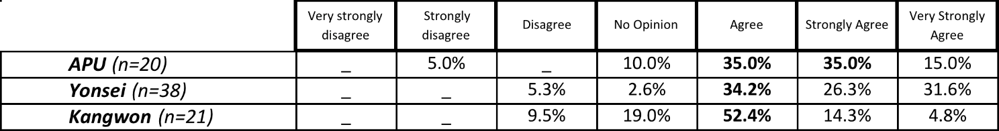 Very strongly disagree Strongly disagree Disagree No Opinion Agree Strongly Agree Very Strongly Agree
APU (n=20) _ 5.0% _ 10.0% 35.0% 35.0% 15.0%
Yonsei (n=38) _ _ 5.3% 2.6% 34.2% 26.3% 31.6%
Kangwon (n=21) _ _ 9.5% 19.0% 52.4% 14.3% 4.8%